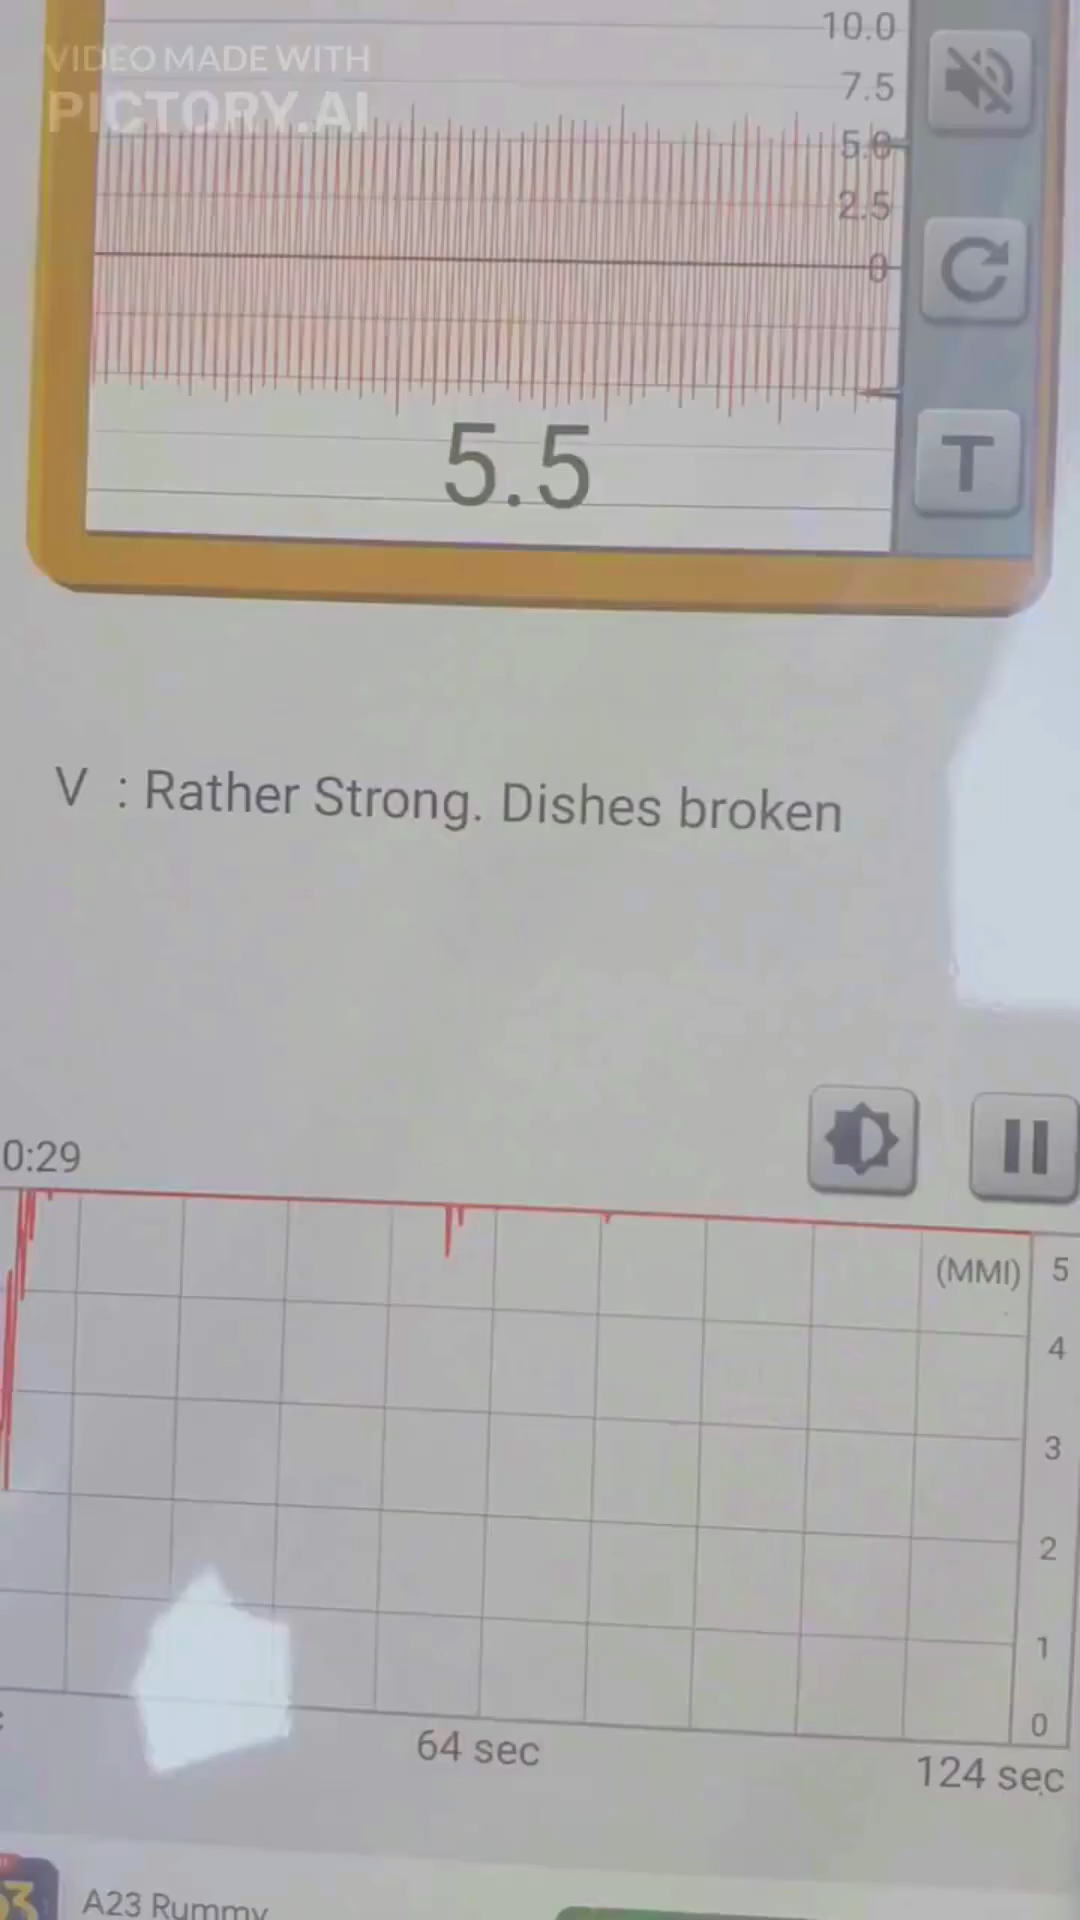 VIDEO MADE WITH
PICTORY.AI
10.0
7.5
5.0
2.5
0
T
5.5
V : Rather Strong. Dishes broken
0:29
(MMI)
5
4
3
2
1
0
64 sec
124 sec
A23 Rummy